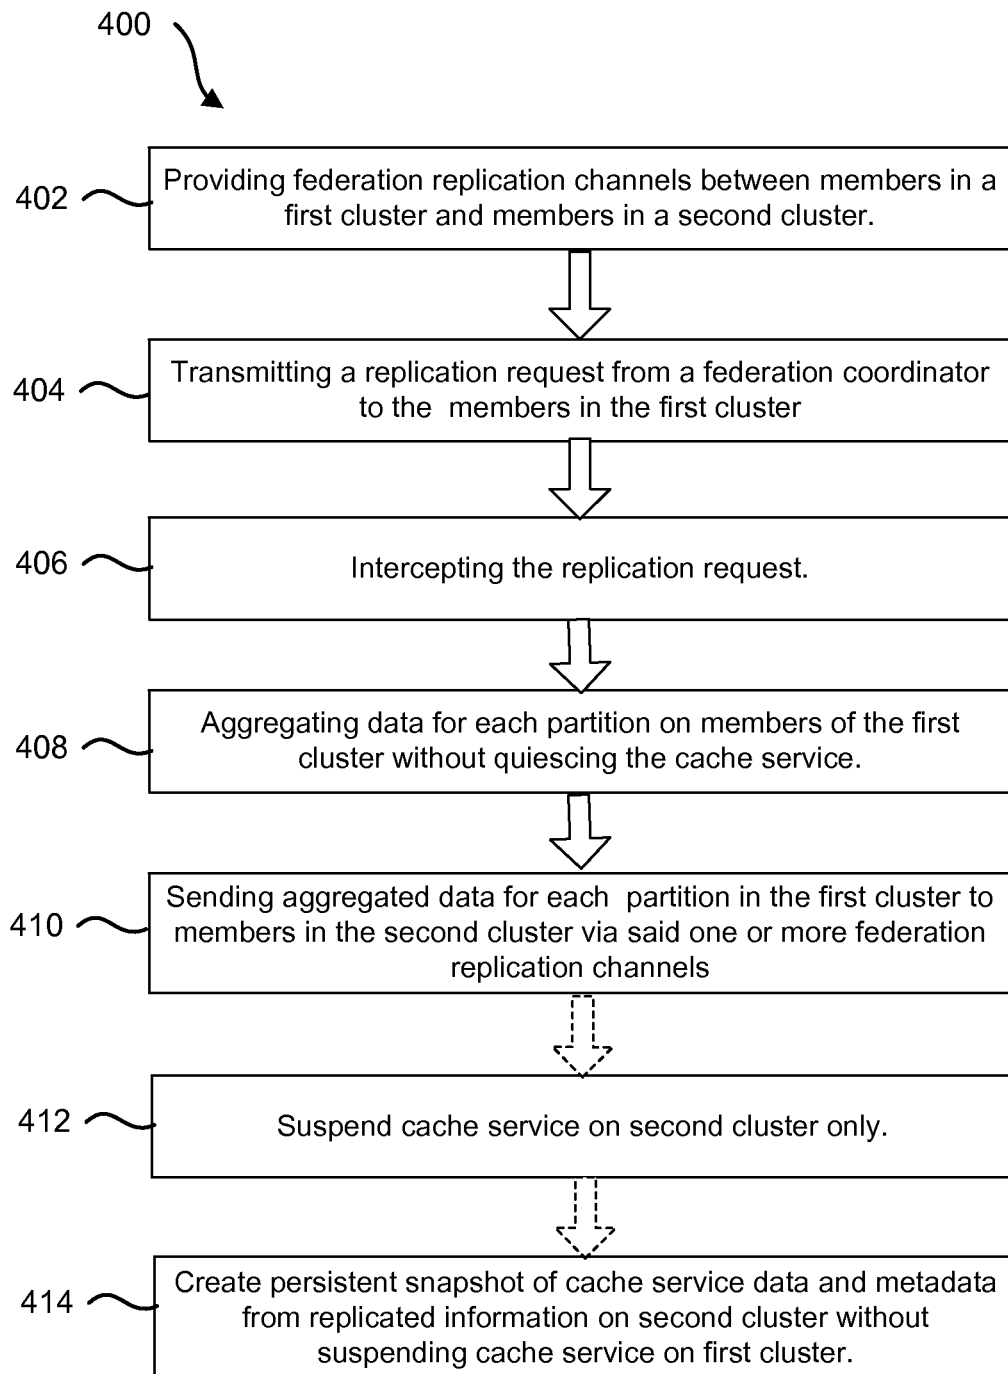 400
402
Providing federation replication channels between members in a
first cluster and members in a second cluster.
404
Transmitting a replication request from a federation coordinator
to the members in the first cluster
406
Intercepting the replication request.
408
Aggregating data for each partition on members of the first
cluster without quiescing the cache service.
410
Sending aggregated data for each partition in the first cluster to
members in the second cluster via said one or more federation
replication channels
412
Suspend cache service on second cluster only.
414
Create persistent snapshot of cache service data and metadata
from replicated information on second cluster without
suspending cache service on first cluster.